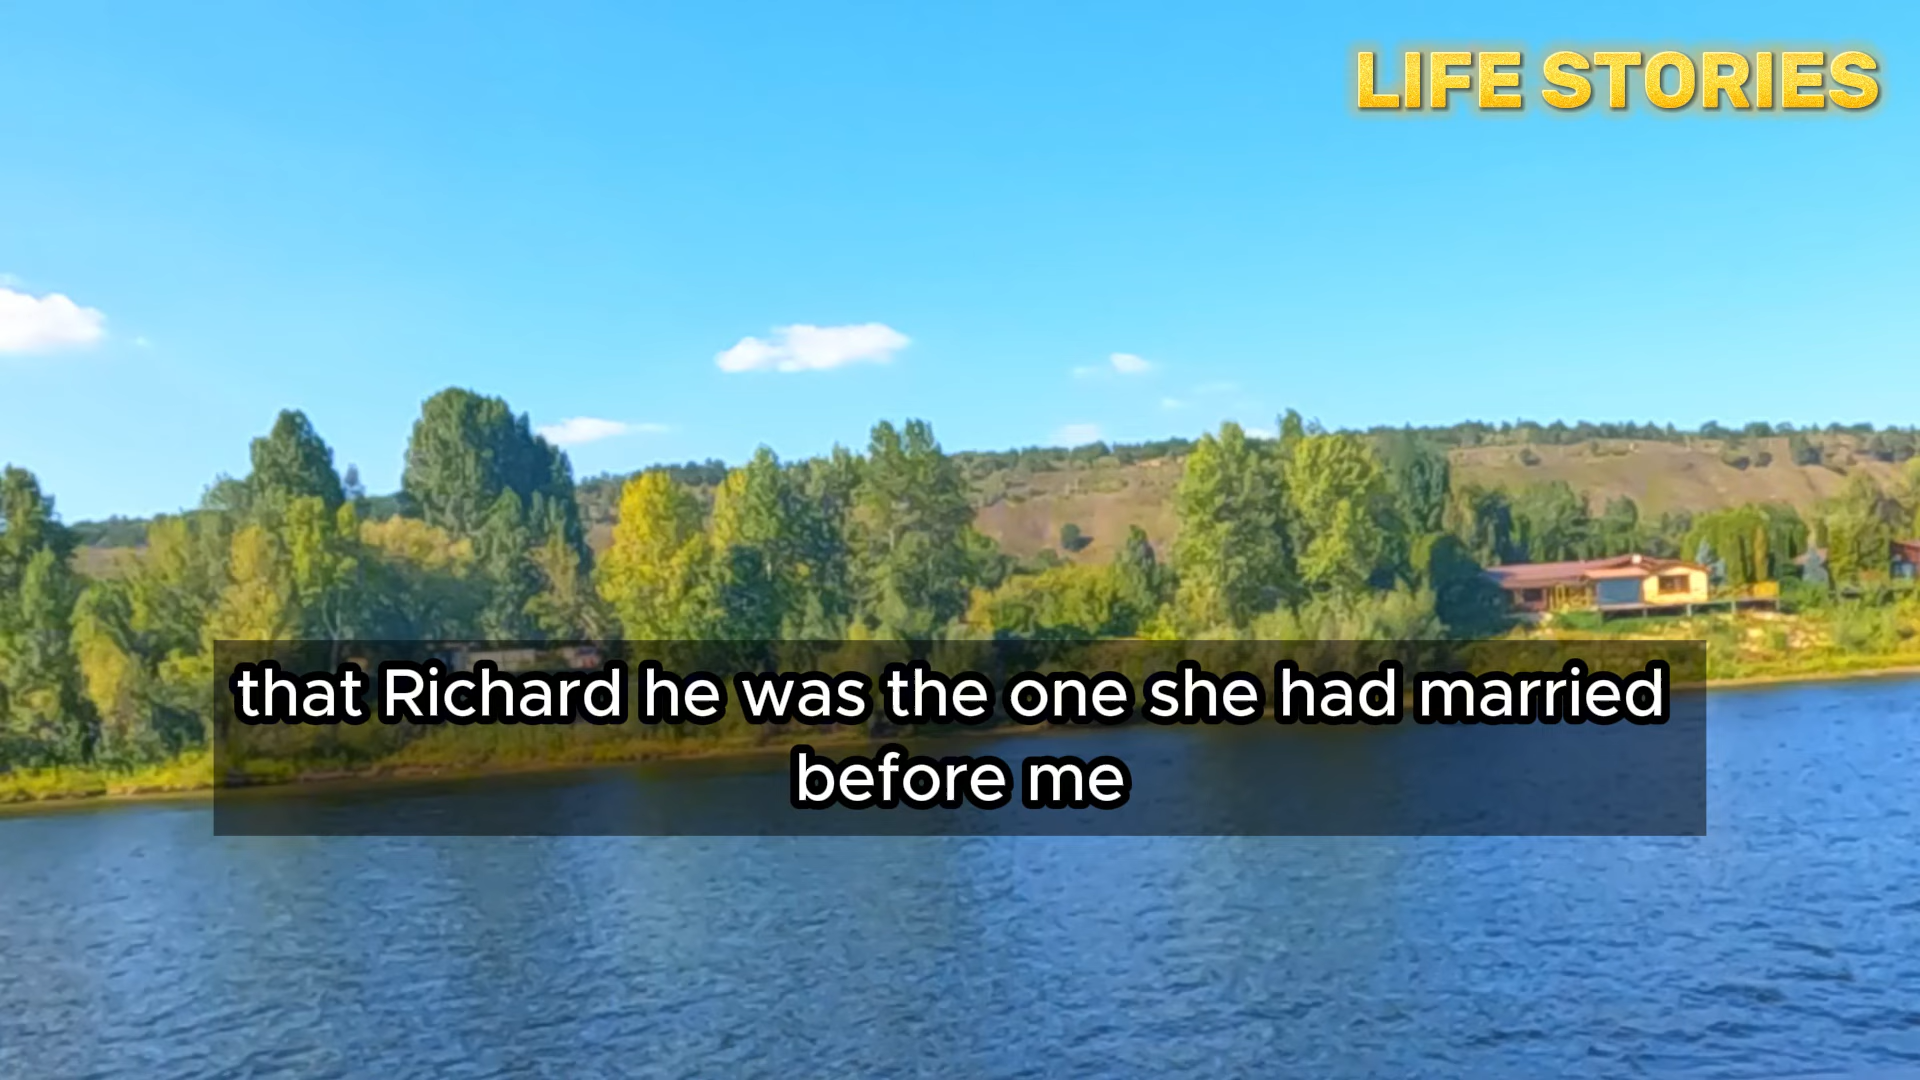 LIFE STORIES
that Richard he was the one she had married
before me